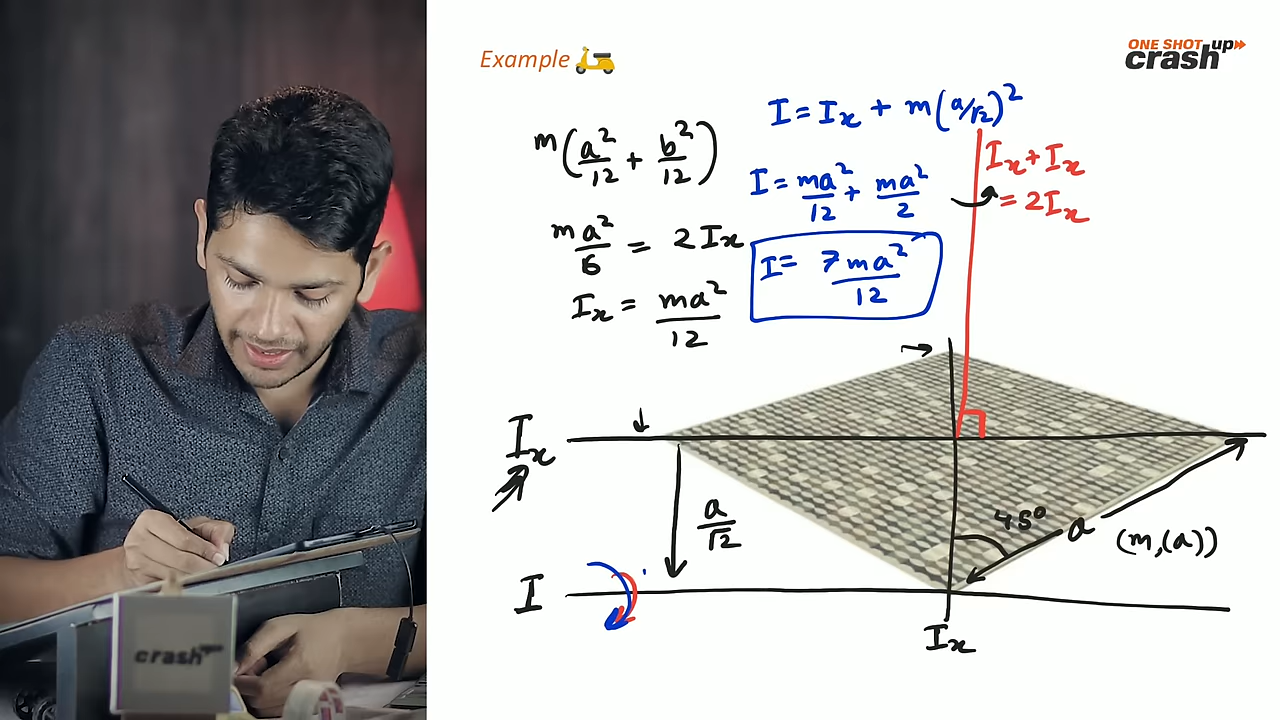 Example
ONE SHOT
crash up
m(a²/12 + b²/12)
ma²/6 = 2Iₓ
Iₓ = ma²/12
I = Iₓ + m(a/√2)²
I = ma²/12 + ma²/2
I = 7ma²/12
Iₓ + Iₓ
= 2Iₓ
Iₓ
a/√2
45°
a
(m,(a))
I
Iₓ
crash up